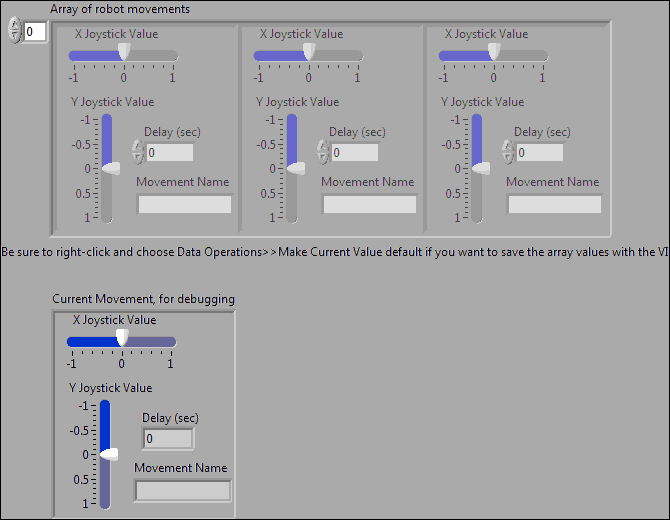 Array of robot movements
0
X Joystick Value X Joystick Value X Joystick Value
-1 0 1 -1 0 1 -1 0 1
Y Joystick Value Y Joystick Value Y Joystick Value
-1 -1 -1
Delay (sec) Delay (sec) Delay (sec)
-0.5 0 -0.5 0 -0.5 0
0 0 0
Movement Name Movement Name Movement Name
0.5 0.5 0.5
1 1 1
Be sure to right-click and choose Data Operations>>Make Current Value default if you want to save the array values with the VI
Current Movement, for debugging
X Joystick Value
-1 0 1
Y Joystick Value
-1
Delay (sec)
-0.5 0
0
Movement Name
0.5
1